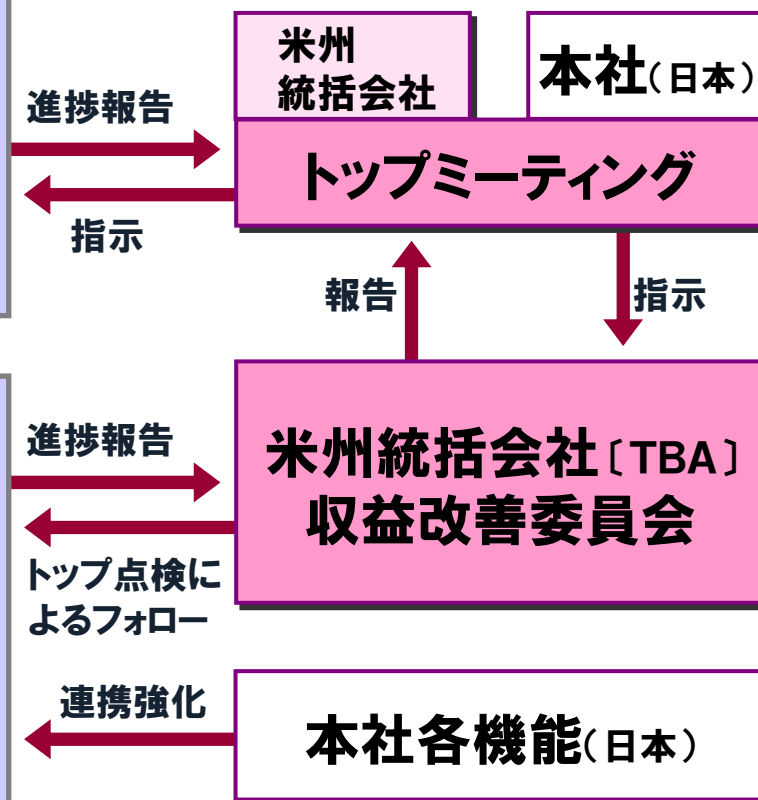 米州
統括会社
本社（日本）
進捗報告
トップミーティング
指示
報告
指示
進捗報告
米州統括会社〔TBA〕
収益改善委員会
トップ点検に
よるフォロー
連携強化
本社各機能（日本）